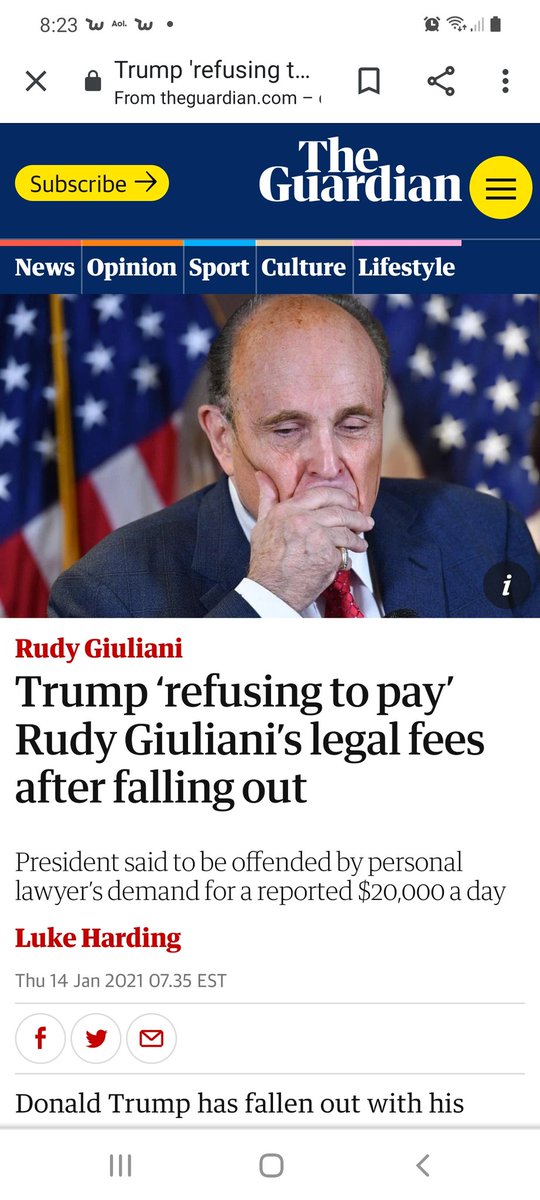 8:23 Aol.
Trump 'refusing t...
From theguardian.com –
Subscribe →
The
Guardian
News Opinion Sport Culture Lifestyle
i
Rudy Giuliani
Trump ‘refusing to pay’
Rudy Giuliani’s legal fees
after falling out
President said to be offended by personal
lawyer’s demand for a reported $20,000 a day
Luke Harding
Thu 14 Jan 2021 07.35 EST
Donald Trump has fallen out with his